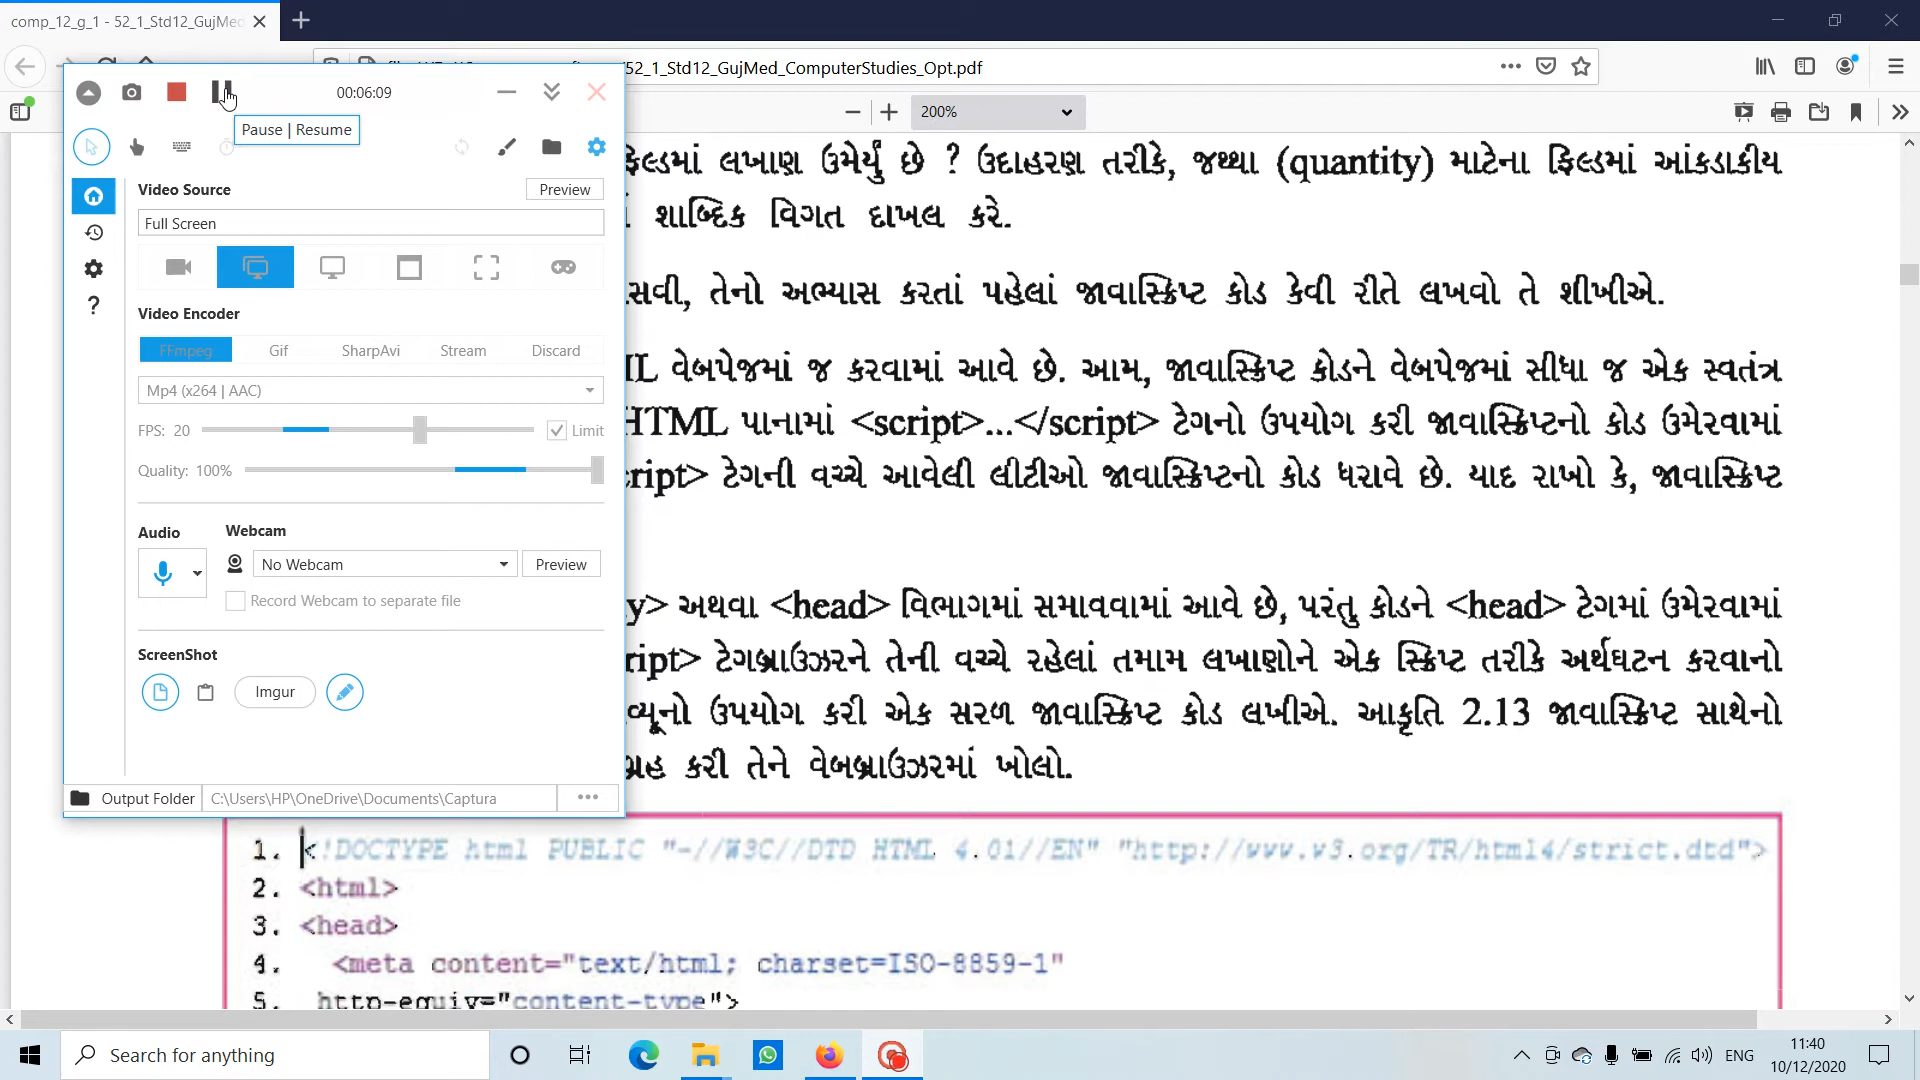 comp_12_g_1 - 52_1_Std12_GujMed
52_1_Std12_GujMed_ComputerStudies_Opt.pdf
00:06:09
Pause | Resume
200%
Video Source
Preview
Full Screen
Video Encoder
FFmpeg Gif SharpAvi Stream Discard
Mp4 (x264 | AAC)
FPS: 20
Limit
Quality: 100%
Audio
Webcam
No Webcam
Preview
Record Webcam to separate file
ScreenShot
Imgur
Output Folder
C:\Users\HP\OneDrive\Documents\Captura
ફિલ્ડમાં લખાણ ઉમેર્યું છે ? ઉદાહરણ તરીકે, જથ્થા (quantity) માટેના ફિલ્ડમાં આંકડાકીય
શાબ્દિક વિગત દાખલ કરે.
તેનો અભ્યાસ કરતાં પહેલાં જાવાસ્ક્રિપ્ટ કોડ કેવી રીતે લખવો તે શીખીએ.
વેબપેજમાં જ કરવામાં આવે છે. આમ, જાવાસ્ક્રિપ્ટ કોડને વેબપેજમાં સીધા જ એક સ્વતંત્ર
HTML પાનામાં <script>...</script> ટેગનો ઉપયોગ કરી જાવાસ્ક્રિપ્ટનો કોડ ઉમેરવામાં
ript> ટેગની વચ્ચે આવેલી લીટીઓ જાવાસ્ક્રિપ્ટનો કોડ ધરાવે છે. યાદ રાખો કે, જાવાસ્ક્રિપ્ટ
y> અથવા <head> વિભાગમાં સમાવવામાં આવે છે, પરંતુ કોડને <head> ટેગમાં ઉમેરવામાં
ript> ટેગબ્રાઉઝરને તેની વચ્ચે રહેલાં તમામ લખાણોને એક સ્ક્રિપ્ટ તરીકે અર્થઘટન કરવાનો
વ્યૂનો ઉપયોગ કરી એક સરળ જાવાસ્ક્રિપ્ટ કોડ લખીએ. આકૃતિ 2.13 જાવાસ્ક્રિપ્ટ સાથેનો
ગ્રહ કરી તેને વેબબ્રાઉઝરમાં ખોલો.
1. <!DOCTYPE html PUBLIC "-//W3C//DTD HTML 4.01//EN" "http://www.w3.org/TR/html4/strict.dtd">
2. <html>
3. <head>
4. <meta content="text/html; charset=ISO-8859-1"
5. http-equiv="content-type">
Search for anything
ENG
11:40
10/12/2020